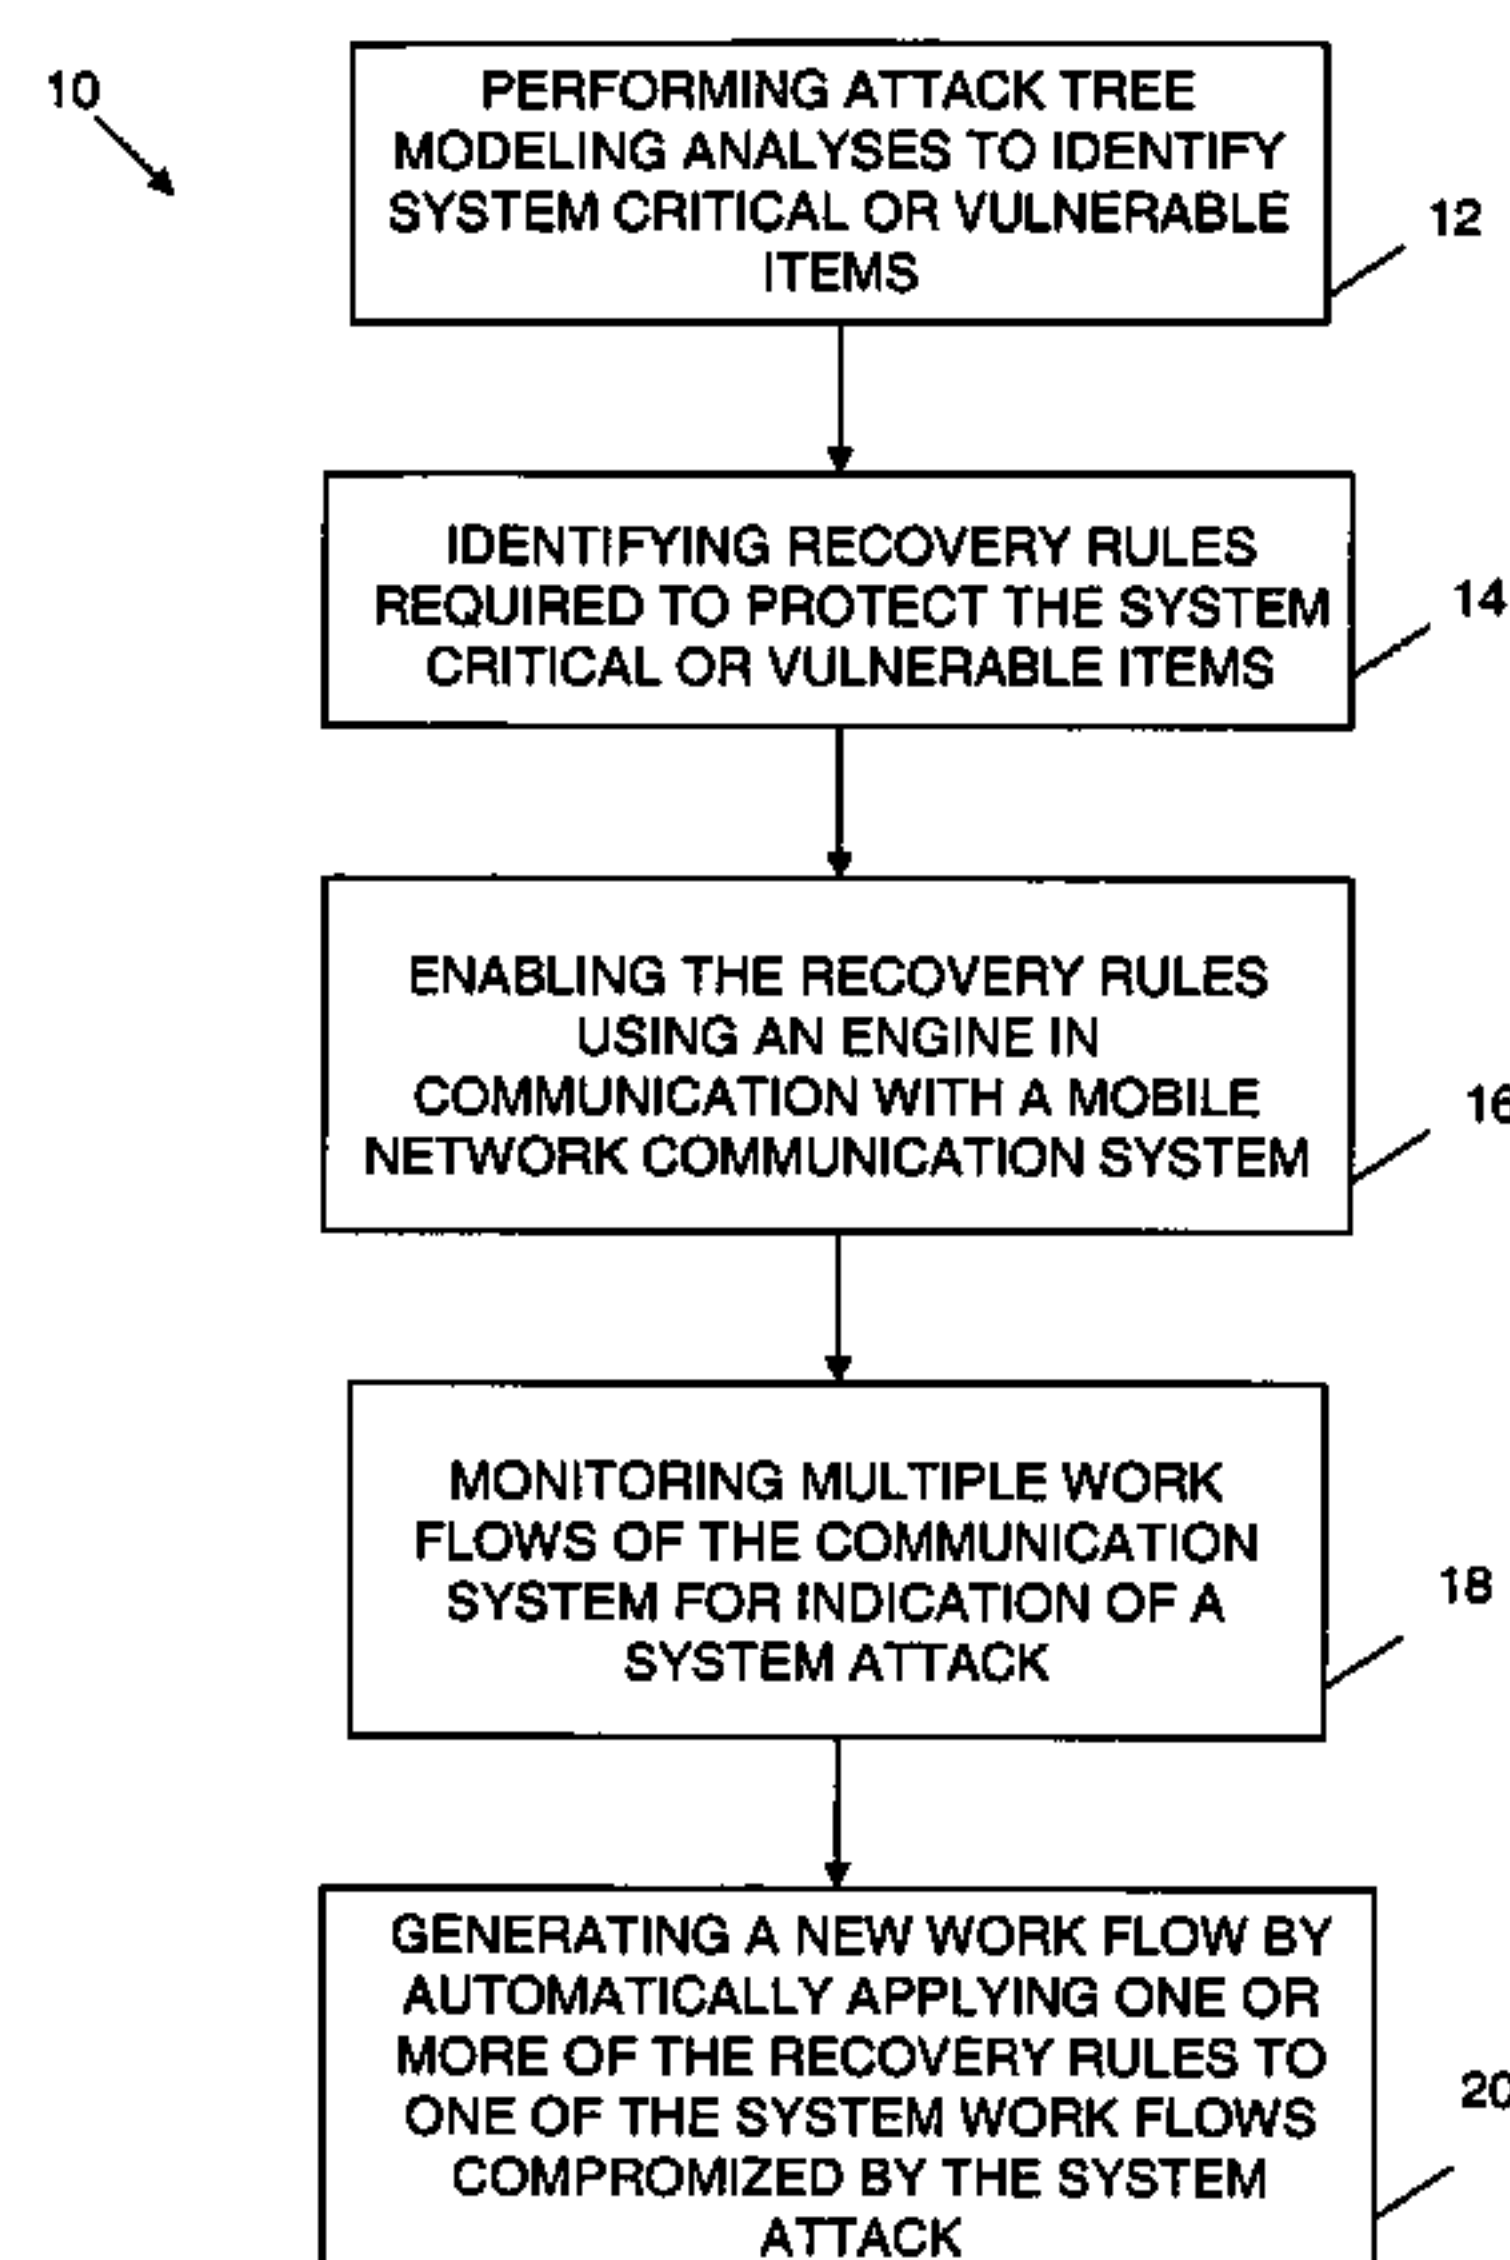 10
PERFORMING ATTACK TREE
MODELING ANALYSES TO IDENTIFY
SYSTEM CRITICAL OR VULNERABLE
ITEMS
12
IDENTIFYING RECOVERY RULES
REQUIRED TO PROTECT THE SYSTEM
CRITICAL OR VULNERABLE ITEMS
14
ENABLING THE RECOVERY RULES
USING AN ENGINE IN
COMMUNICATION WITH A MOBILE
NETWORK COMMUNICATION SYSTEM
16
MONITORING MULTIPLE WORK
FLOWS OF THE COMMUNICATION
SYSTEM FOR INDICATION OF A
SYSTEM ATTACK
18
GENERATING A NEW WORK FLOW BY
AUTOMATICALLY APPLYING ONE OR
MORE OF THE RECOVERY RULES TO
ONE OF THE SYSTEM WORK FLOWS
COMPROMIZED BY THE SYSTEM
ATTACK
20